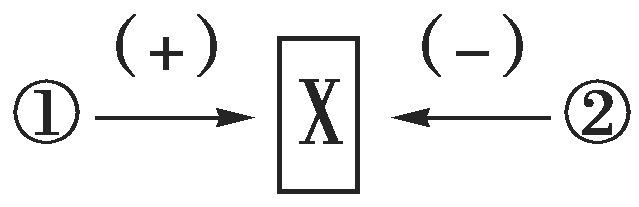 (+) (−)
① X ②